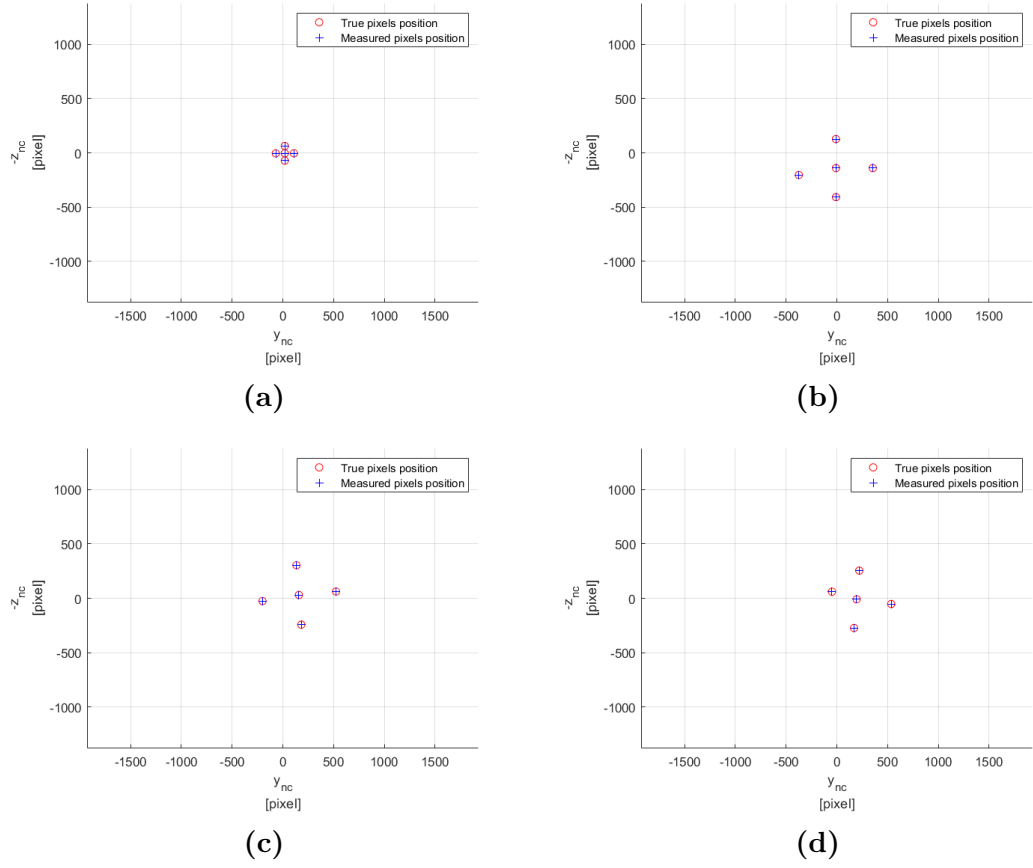 True pixels position
Measured pixels position
1000
500
0
-500
-1000
-z_nc
[pixel]
-1500 -1000 -500 0 500 1000 1500
y_nc
[pixel]
(a)
True pixels position
Measured pixels position
1000
500
0
-500
-1000
-z_nc
[pixel]
-1500 -1000 -500 0 500 1000 1500
y_nc
[pixel]
(b)
True pixels position
Measured pixels position
1000
500
0
-500
-1000
-z_nc
[pixel]
-1500 -1000 -500 0 500 1000 1500
y_nc
[pixel]
(c)
True pixels position
Measured pixels position
1000
500
0
-500
-1000
-z_nc
[pixel]
-1500 -1000 -500 0 500 1000 1500
y_nc
[pixel]
(d)